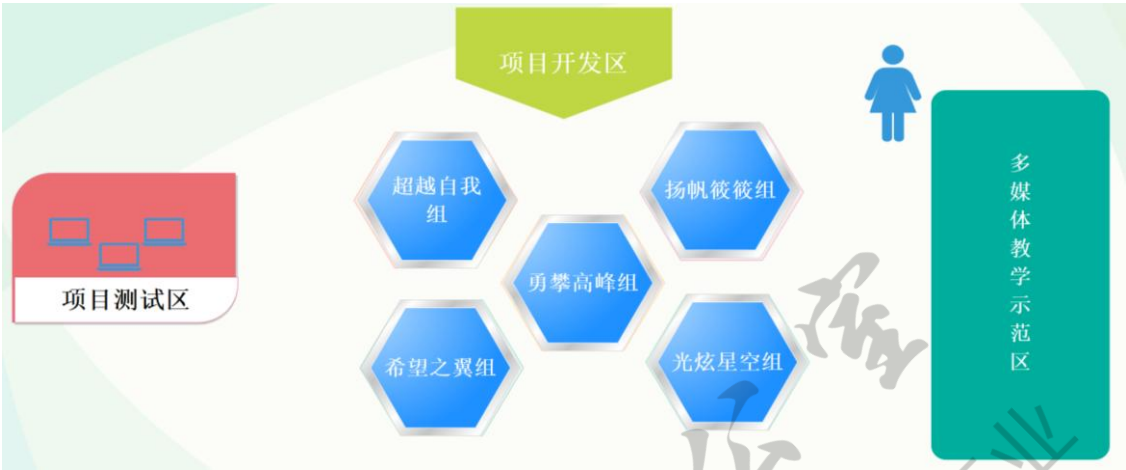 项目开发区
超越自我
组
扬帆筱筱组
勇攀高峰组
希望之翼组
光炫星空组
项目测试区
多媒体教学示范区